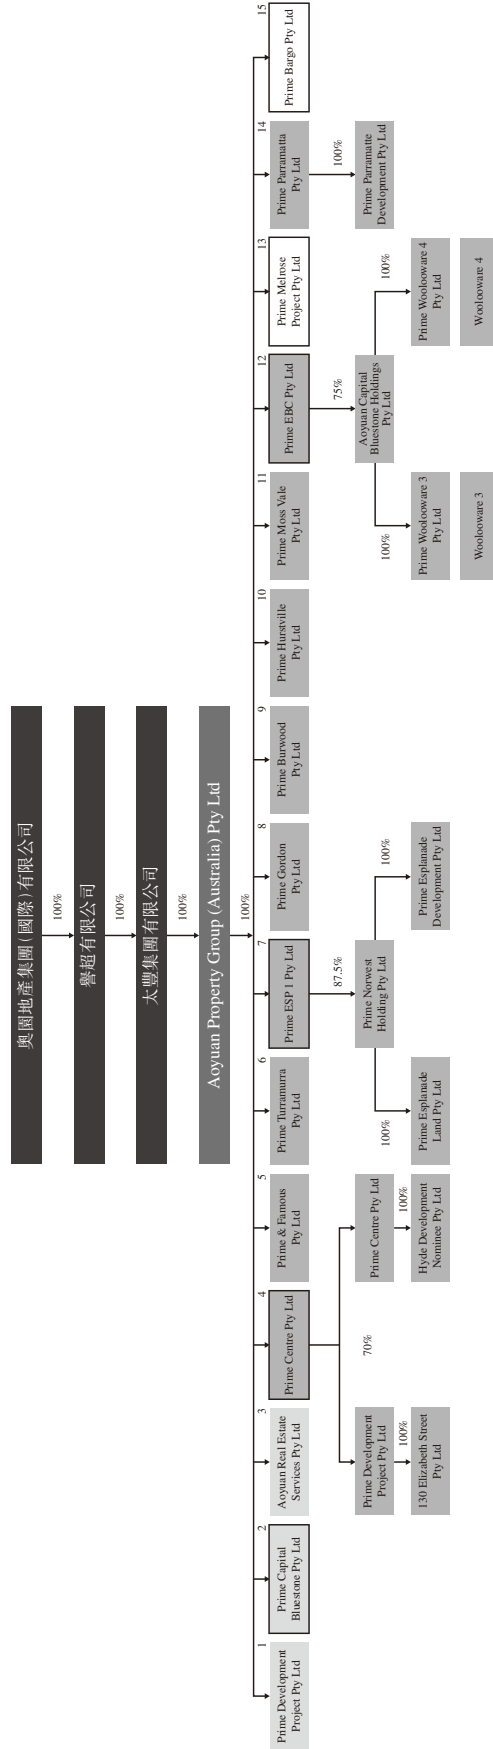 奧園地產集團(國際)有限公司
100%
譽超有限公司
100%
太豐集團有限公司
100%
Aoyuan Property Group (Australia) Pty Ltd
100%
1
Prime Development
Project Pty Ltd
2
Prime Capital
Bluestone Pty Ltd
3
Aoyuan Real Estate
Services Pty Ltd
4
Prime Centre Pty Ltd
5
Prime & Famous
Pty Ltd
6
Prime Turramurra
Pty Ltd
7
Prime ESP 1 Pty Ltd
8
Prime Gordon
Pty Ltd
9
Prime Burwood
Pty Ltd
10
Prime Hurstville
Pty Ltd
11
Prime Moss Vale
Pty Ltd
12
Prime EBC Pty Ltd
13
Prime Melrose
Project Pty Ltd
14
Prime Parramatta
Pty Ltd
15
Prime Bargo Pty Ltd
70%
87.5%
75%
100%
Prime Development
Project Pty Ltd
Prime Centre Pty Ltd
Prime Norwest
Holding Pty Ltd
Aoyuan Capital
Bluestone Holdings
Pty Ltd
Prime Parramatte
Development Pty Ltd
100%
100%
100%
100%
100%
100%
130 Elizabeth Street
Pty Ltd
Hyde Development
Nominee Pty Ltd
Prime Esplanade
Land Pty Ltd
Prime Esplanade
Development Pty Ltd
Prime Woolooware 3
Pty Ltd
Prime Woolooware 4
Pty Ltd
Woolooware 3
Woolooware 4